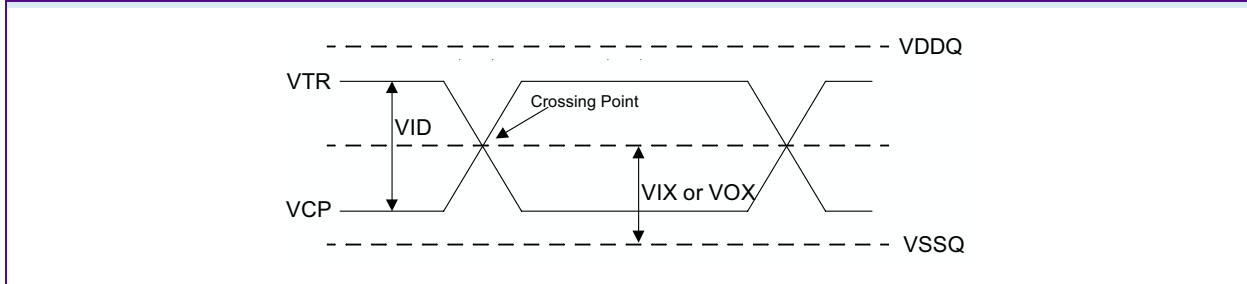 VDDQ
VTR
Crossing Point
VID
VIX or VOX
VCP
VSSQ